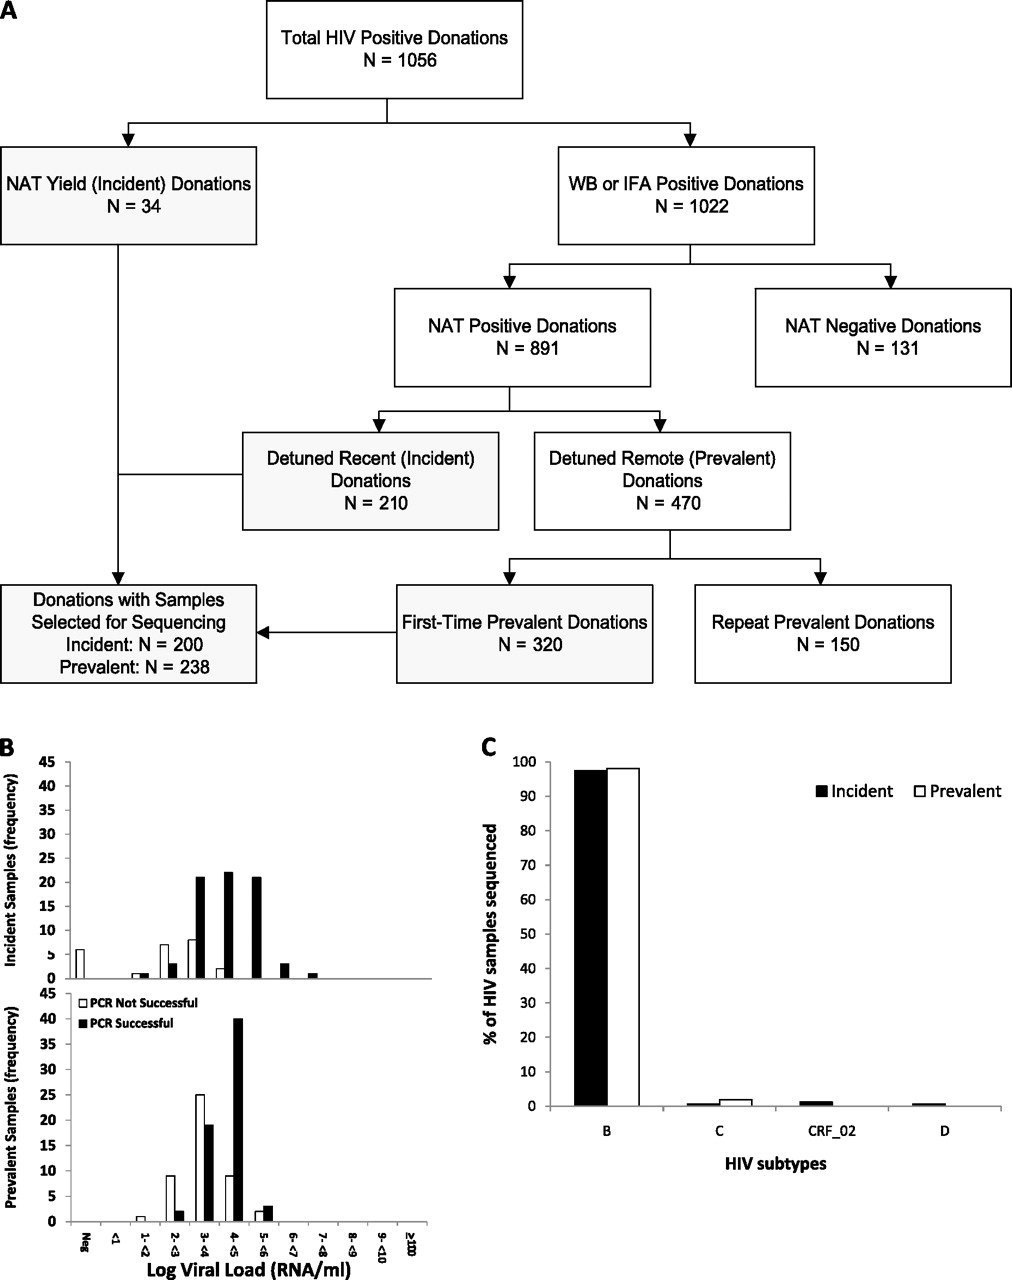 A
Total HIV Positive Donations
N = 1056
NAT Yield (Incident) Donations
N = 34
WB or IFA Positive Donations
N = 1022
NAT Positive Donations
N = 891
NAT Negative Donations
N = 131
Detuned Recent (Incident)
Donations
N = 210
Detuned Remote (Prevalent)
Donations
N = 470
Donations with Samples
Selected for Sequencing
Incident: N = 200
Prevalent: N = 238
First-Time Prevalent Donations
N = 320
Repeat Prevalent Donations
N = 150
B
Incident Samples (frequency)
45
40
35
30
25
20
15
10
5
0
Prevalent Samples (frequency)
45
40
35
30
25
20
15
10
5
0
PCR Not Successful
PCR Successful
Neg
<1
1- <2
2- <3
3- <4
4- <5
5- <6
6- <7
7- <8
8- <9
9- <10
≥100
Log Viral Load (RNA/ml)
C
% of HIV samples sequenced
100
90
80
70
60
50
40
30
20
10
0
Incident
Prevalent
B
C
CRF_02
D
HIV subtypes